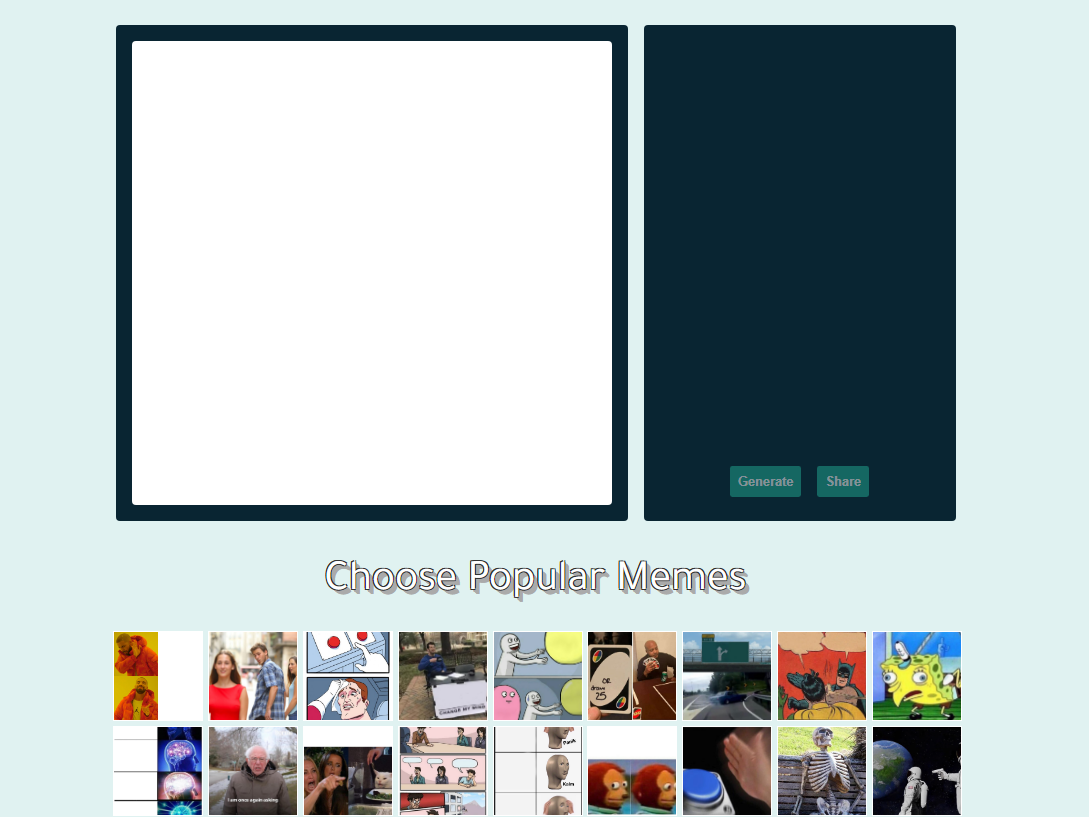 Generate
Share
Choose Popular Memes
OR
draw
25
CHANGE MY MIND
I am once again asking
Panik
Kalm